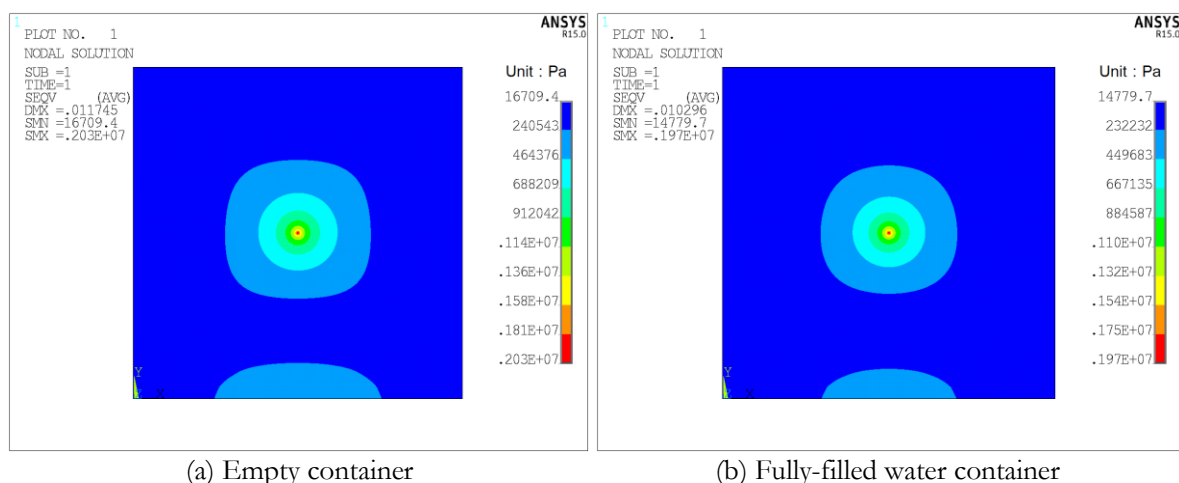 1
ANSYS
R15.0
PLOT NO. 1
NODAL SOLUTION
SUB =1
TIME=1
SEQV (AVG)
DMX =.011745
SMN =16709.4
SMX =.203E+07
Unit : Pa
16709.4
240543
464376
688209
912042
.114E+07
.136E+07
.158E+07
.181E+07
.203E+07
Y
X
(a) Empty container
1
ANSYS
R15.0
PLOT NO. 1
NODAL SOLUTION
SUB =1
TIME=1
SEQV (AVG)
DMX =.010296
SMN =14779.7
SMX =.197E+07
Unit : Pa
14779.7
232232
449683
667135
884587
.110E+07
.132E+07
.154E+07
.175E+07
.197E+07
Y
X
(b) Fully-filled water container